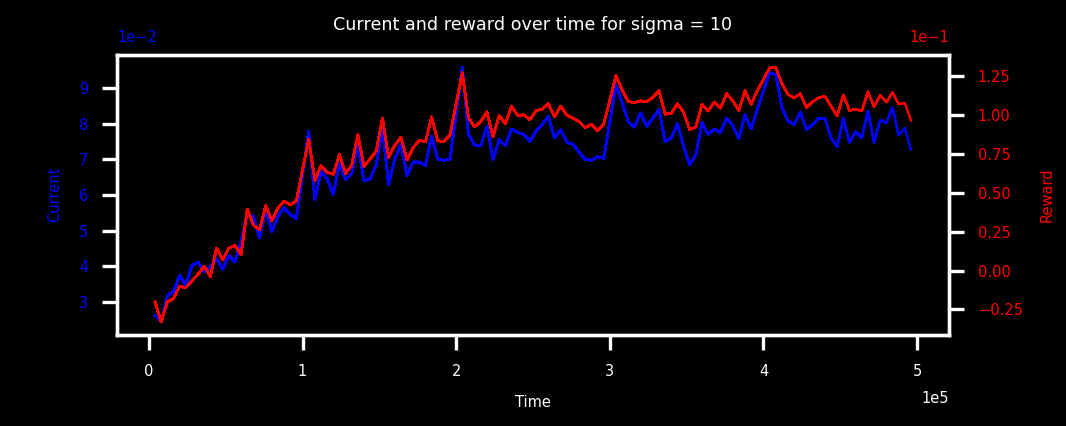 Current and reward over time for sigma = 10
1e−2
1e−1
9
8
7
6
5
4
3
Current
1.25
1.00
0.75
0.50
0.25
0.00
−0.25
Reward
0 1 2 3 4 5
1e5
Time